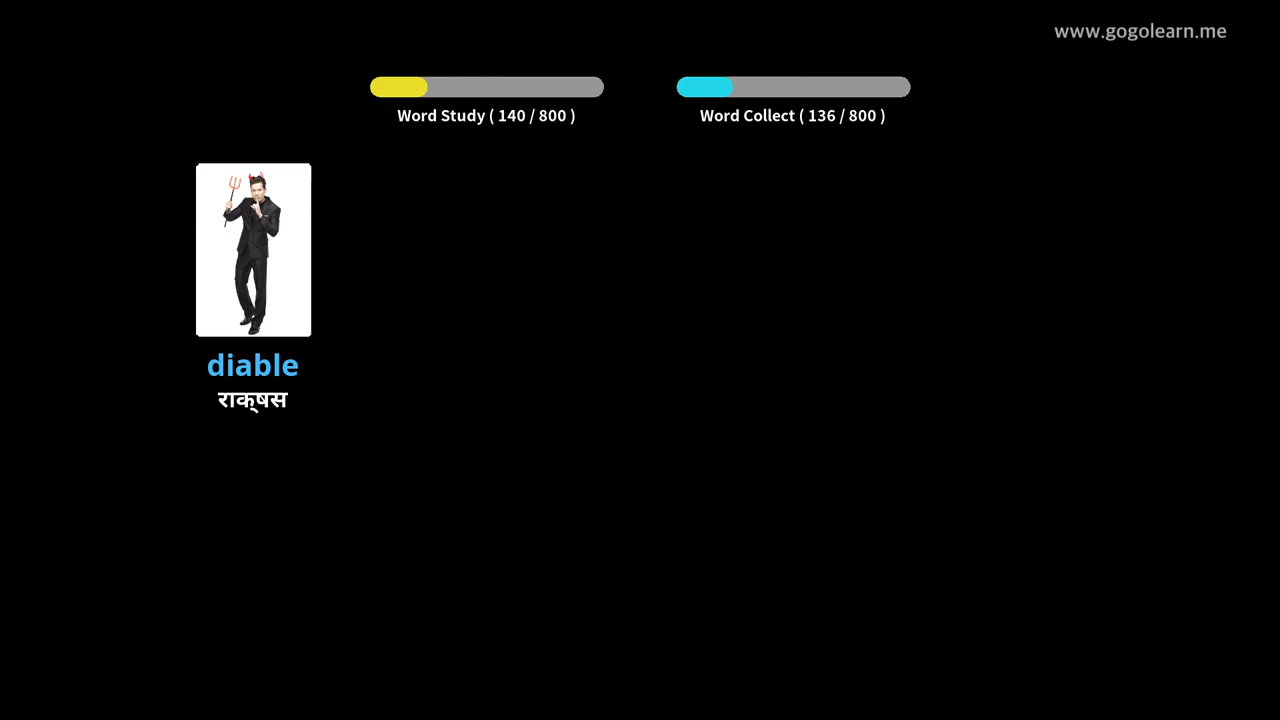 www.gogolearn.me
Word Study ( 140 / 800 )
Word Collect ( 136 / 800 )
diable
राक्षस